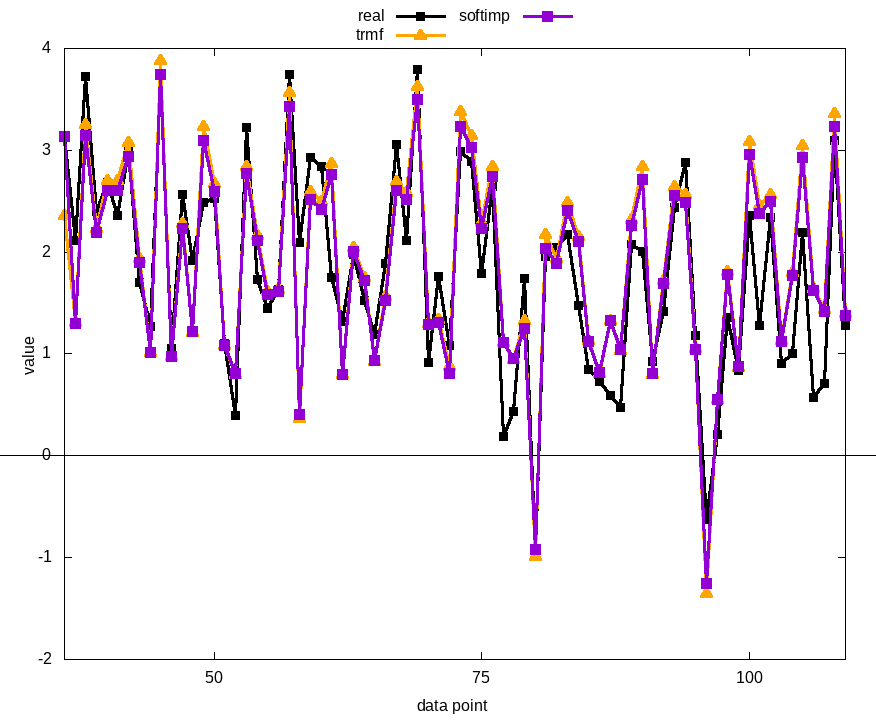 real softimp
trmf
4
3
2
1
0
-1
-2
value
50 75 100
data point